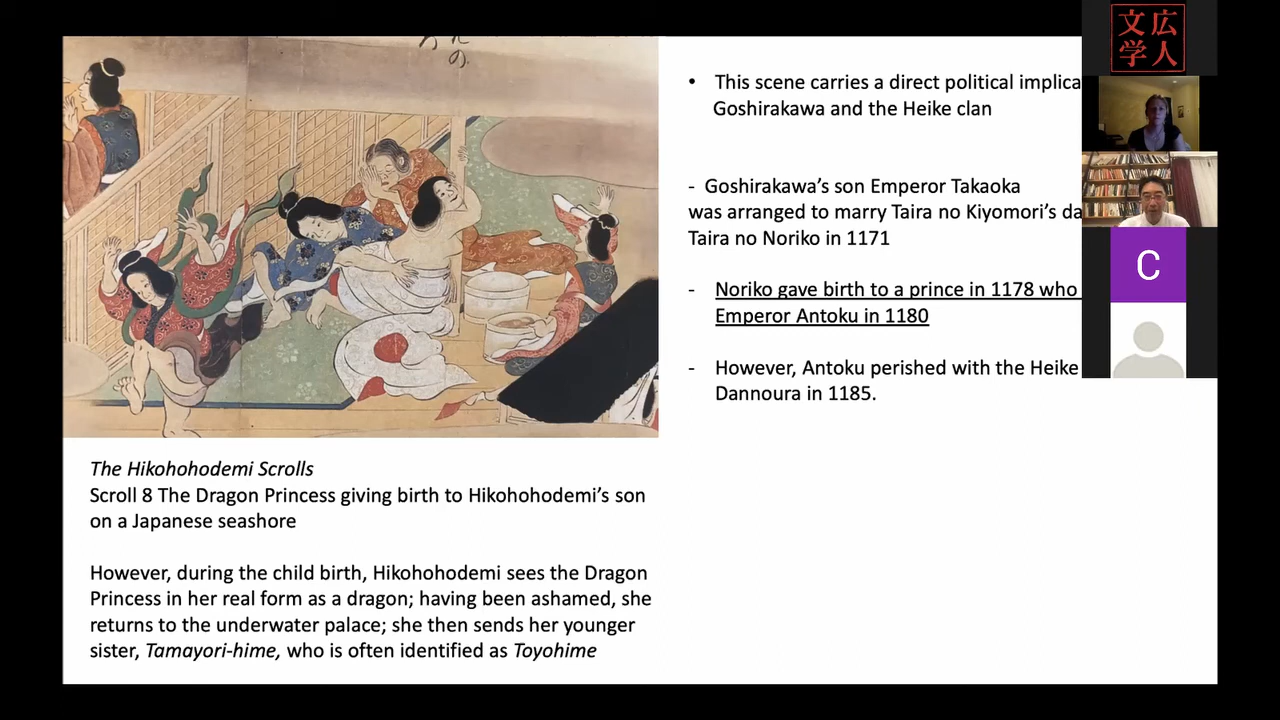 れの
This scene carries a direct political implica
Goshirakawa and the Heike clan
- Goshirakawa's son Emperor Takaoka
was arranged to marry Taira no Kiyomori's da
Taira no Noriko in 1171
- Noriko gave birth to a prince in 1178 who
Emperor Antoku in 1180
- However, Antoku perished with the Heike
Dannoura in 1185.
The Hikohohodemi Scrolls
Scroll 8 The Dragon Princess giving birth to Hikohohodemi's son
on a Japanese seashore
However, during the child birth, Hikohohodemi sees the Dragon
Princess in her real form as a dragon; having been ashamed, she
returns to the underwater palace; she then sends her younger
sister, Tamayori-hime, who is often identified as Toyohime
文広
学人
C